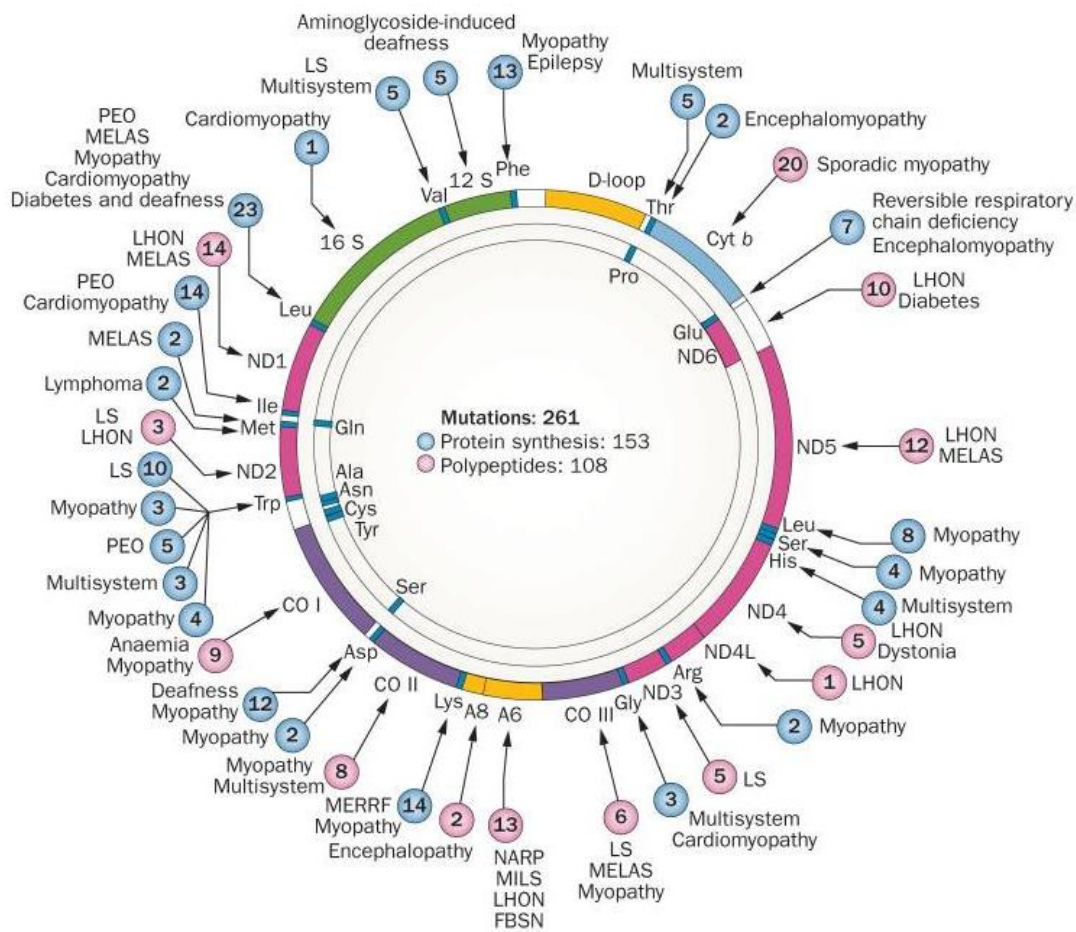 Aminoglycoside-induced
deafness
5
Myopathy
Epilepsy
13
LS
Multisystem
5
Multisystem
5
2
Encephalomyopathy
Cardiomyopathy
1
20
Sporadic myopathy
PEO
MELAS
Myopathy
Cardiomyopathy
Diabetes and deafness
23
7
Reversible respiratory
chain deficiency
Encephalomyopathy
LHON
MELAS
14
10
LHON
Diabetes
PEO
Cardiomyopathy
14
MELAS
2
Lymphoma
2
LS
LHON
3
LS
10
Myopathy
3
PEO
5
Multisystem
3
Myopathy
4
Anaemia
Myopathy
9
Deafness
Myopathy
12
Myopathy
2
Myopathy
Multisystem
8
MERRF
Myopathy
14
Encephalopathy
2
13
NARP
MILS
LHON
FBSN
6
LS
MELAS
Myopathy
3
Multisystem
Cardiomyopathy
5
LS
2
Myopathy
1
LHON
5
LHON
Dystonia
4
Multisystem
4
Myopathy
8
Myopathy
12
LHON
MELAS
16 S
Val
12 S
Phe
D-loop
Thr
Cyt b
Pro
Glu
ND6
ND5
Leu
Ser
His
ND4
ND4L
Arg
ND3
Gly
CO III
A6
A8
Lys
CO II
Asp
Ser
CO I
Tyr
Cys
Asn
Ala
Trp
ND2
Gln
Met
Ile
ND1
Leu
Mutations: 261
Protein synthesis: 153
Polypeptides: 108